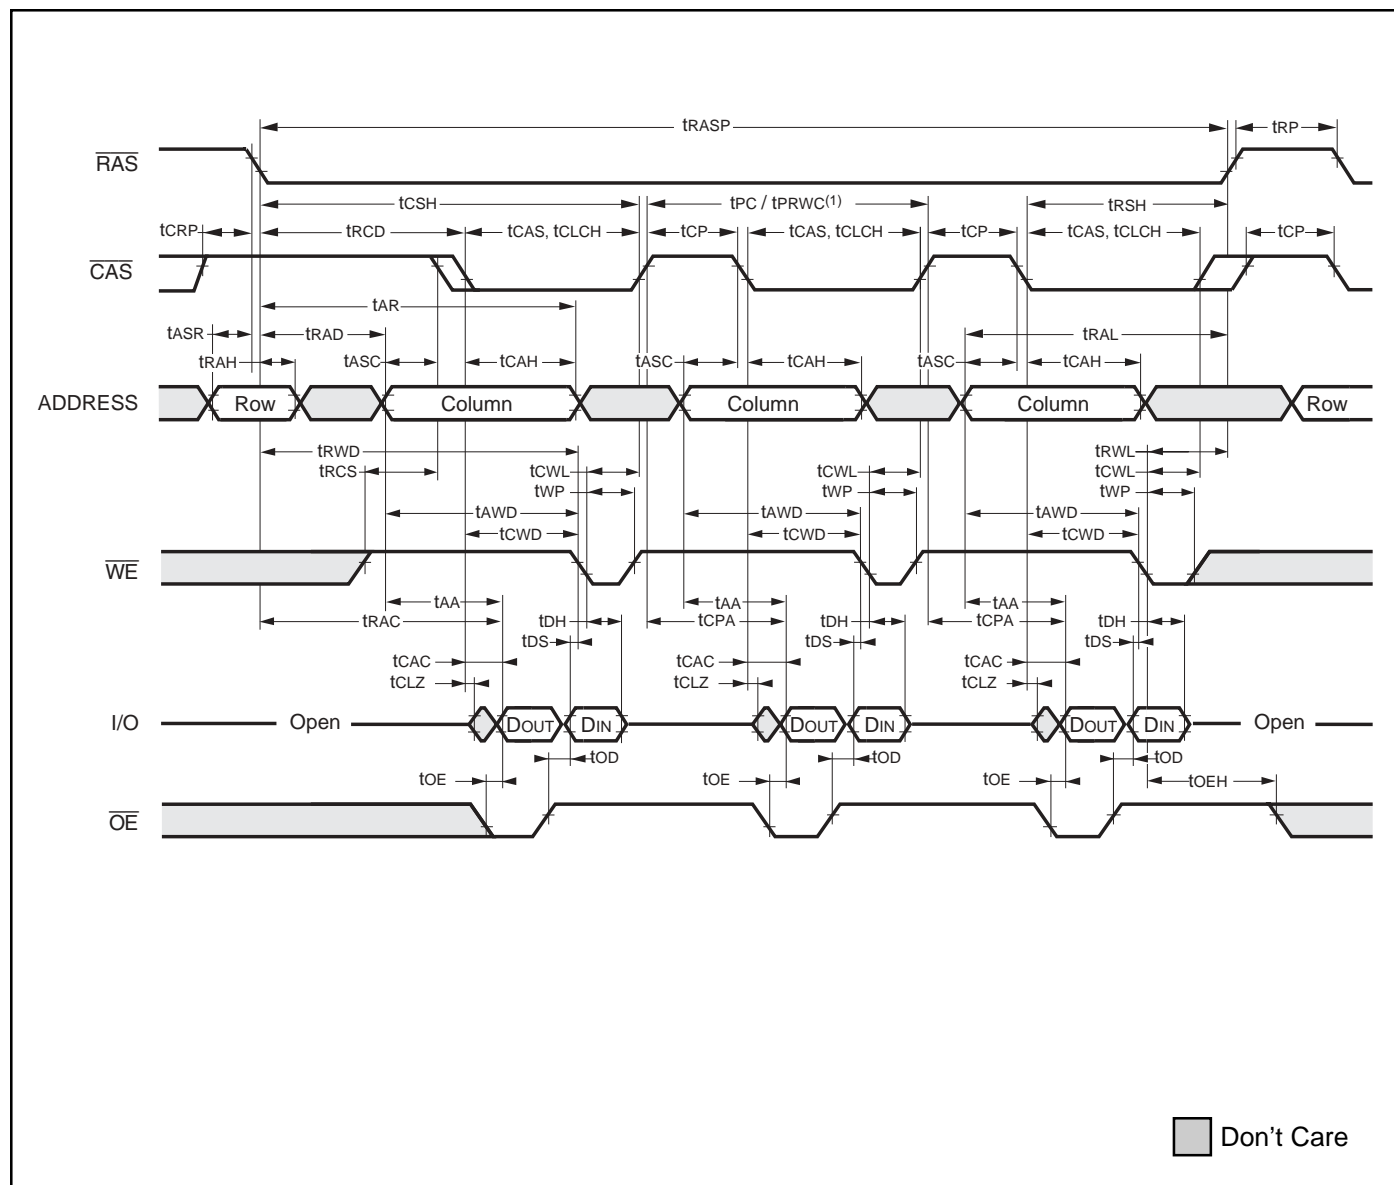 tRASP tRP
RAS
tCSH tPC / tPRWC(1) tRSH
tCRP tRCD tCAS, tCLCH tCP tCAS, tCLCH tCP tCAS, tCLCH tCP
CAS
tAR
tASR tRAD tRAL
tRAH tASC tCAH tASC tCAH tASC tCAH
ADDRESS Row Column Column Column Row
tRWD tRWL
tRCS tCWL tCWL tCWL
tWP tWP tWP
tAWD tAWD tAWD
tCWD tCWD tCWD
WE
tAA tAA tAA
tRAC tDH tCPA tDH tCPA tDH
tDS tDS tDS
tCAC tCAC tCAC
tCLZ tCLZ tCLZ
I/O Open DOUT DIN DOUT DIN DOUT DIN Open
tOD tOD tOD
tOE tOE tOE tOEH
OE
Don't Care